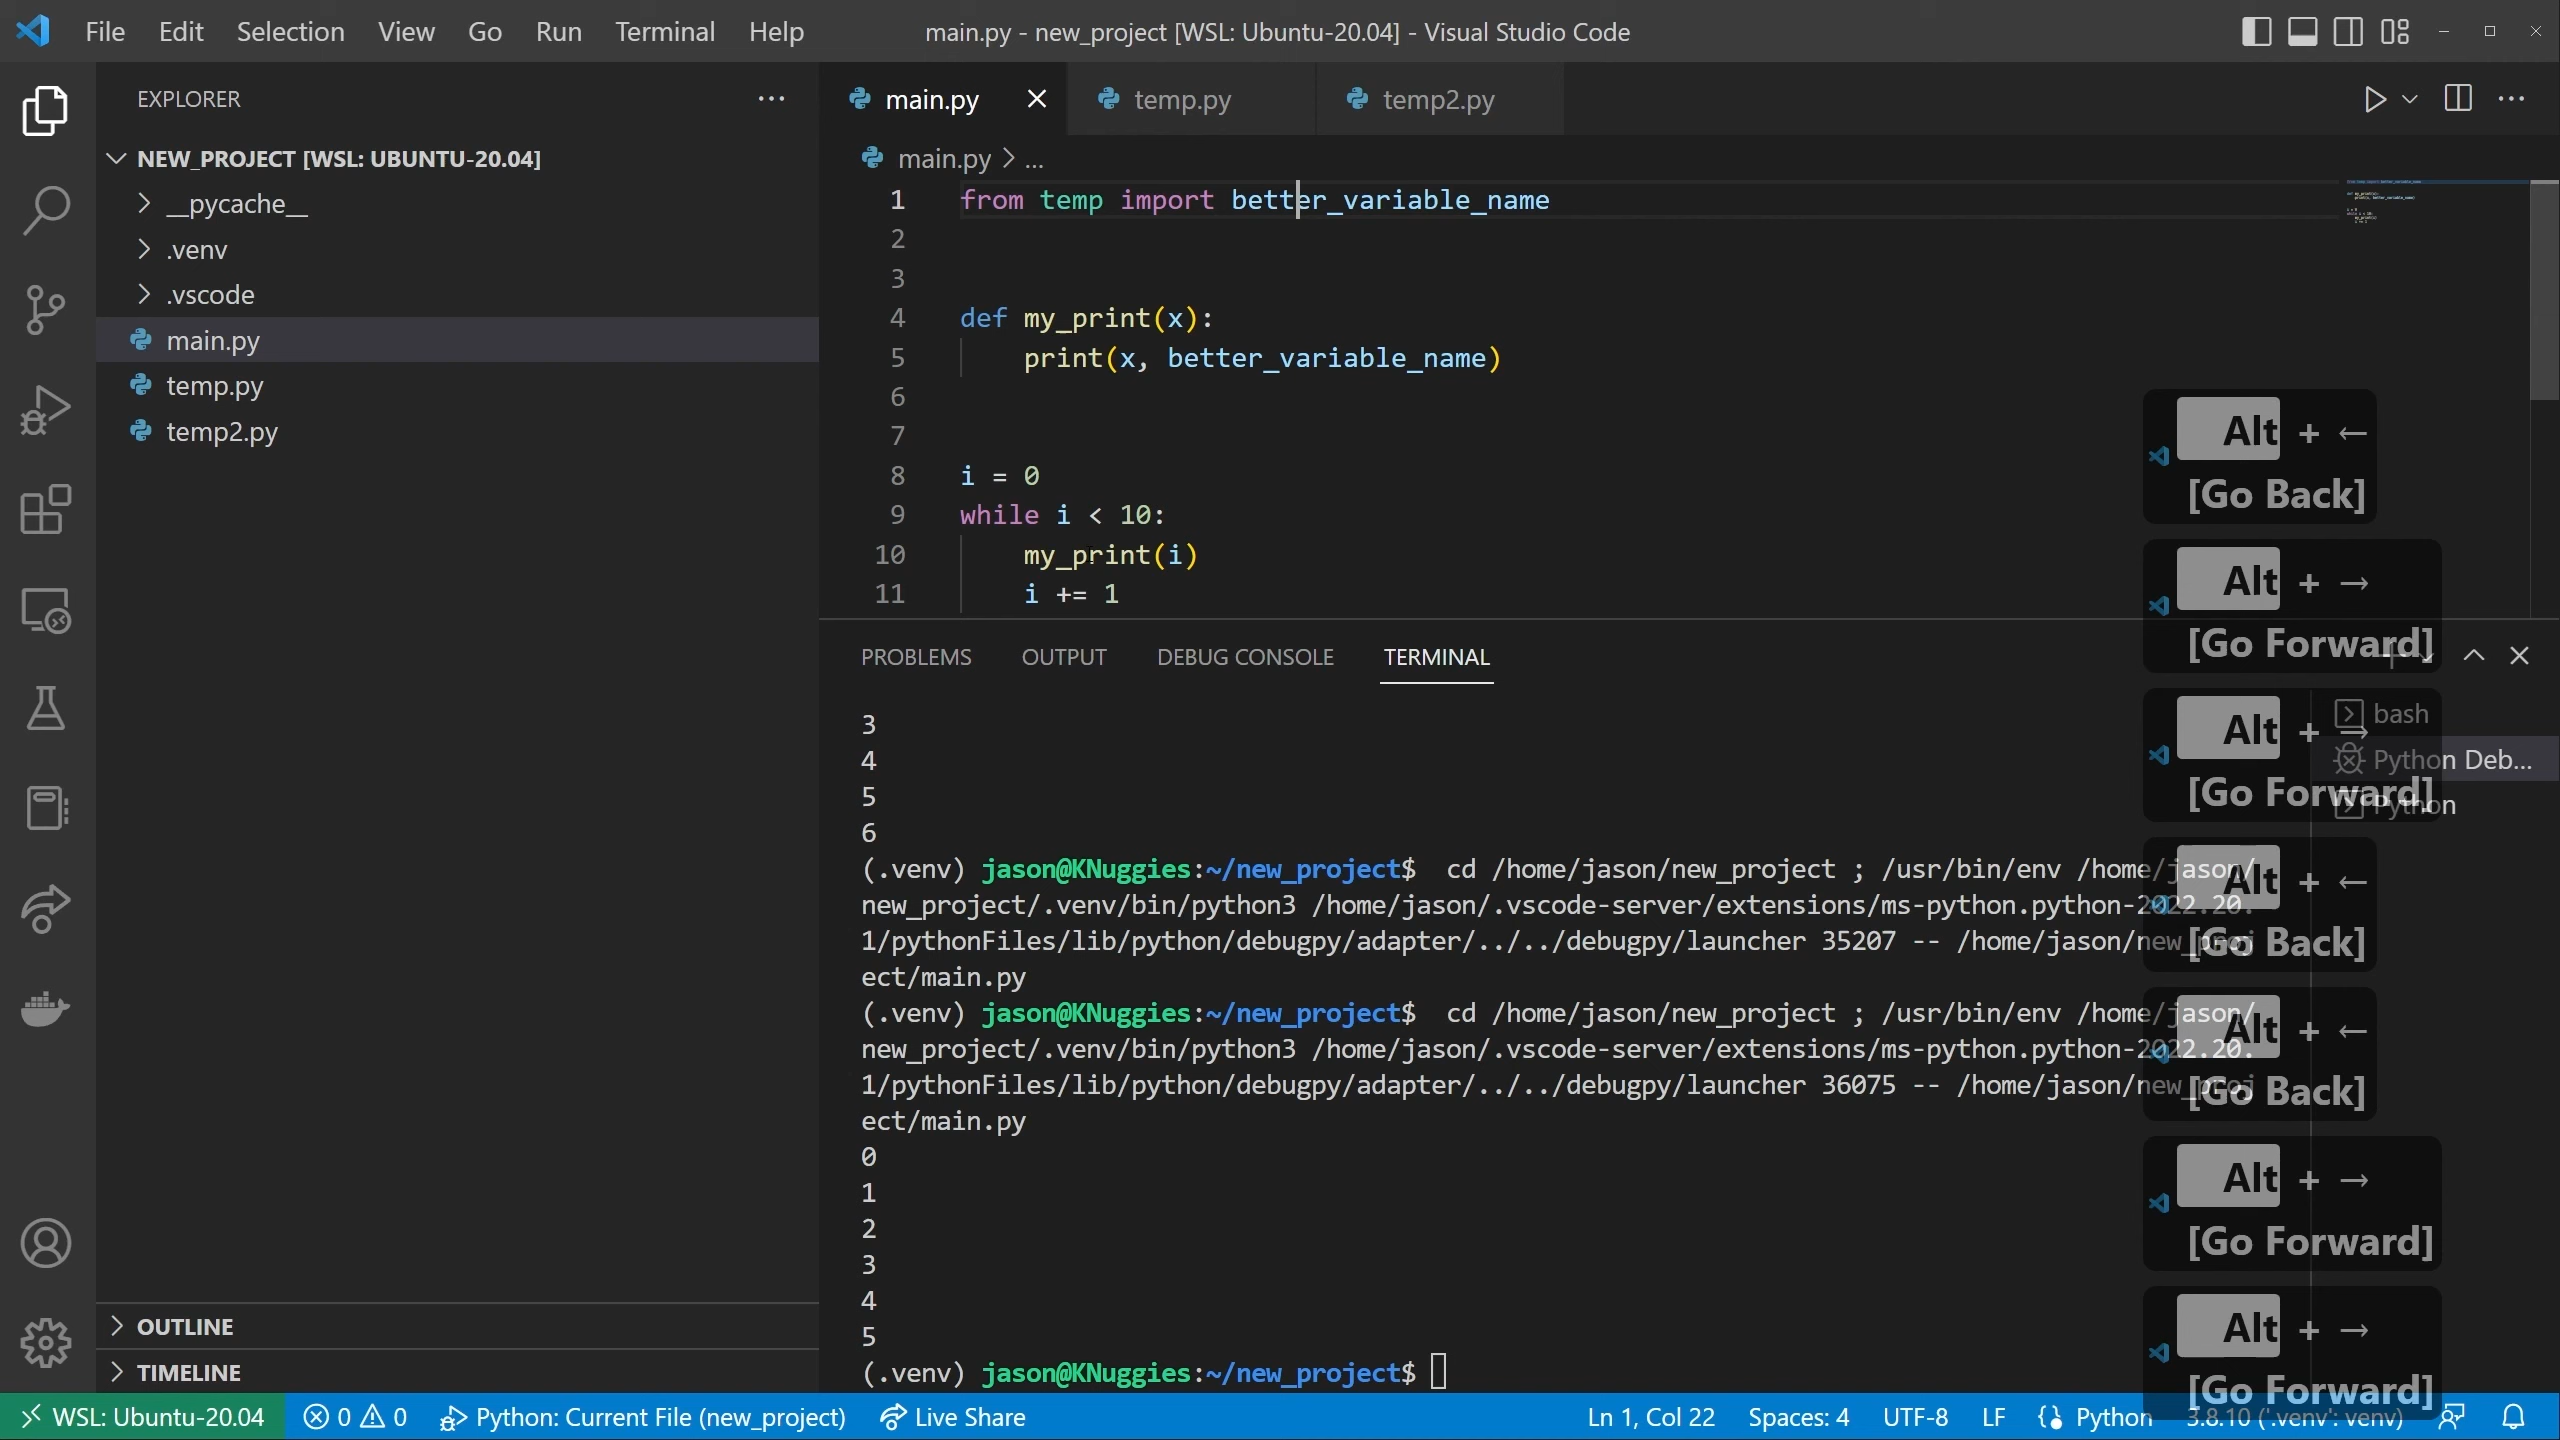 File Edit Selection View Go Run Terminal Help
main.py - new_project [WSL: Ubuntu-20.04] - Visual Studio Code
EXPLORER
NEW_PROJECT [WSL: UBUNTU-20.04]
__pycache__
.venv
.vscode
main.py
temp.py
temp2.py
OUTLINE
TIMELINE
main.py temp.py temp2.py
main.py > ...
1 from temp import better_variable_name
2
3
4 def my_print(x):
5 print(x, better_variable_name)
6
7
8 i = 0
9 while i < 10:
10 my_print(i)
11 i += 1
PROBLEMS OUTPUT DEBUG CONSOLE TERMINAL
3
4
5
6
(.venv) jason@KNuggies:~/new_project$ cd /home/jason/new_project ; /usr/bin/env /home/jason/
new_project/.venv/bin/python3 /home/jason/.vscode-server/extensions/ms-python.python-2022.20.
1/pythonFiles/lib/python/debugpy/adapter/../../debugpy/launcher 35207 -- /home/jason/new_proj
ect/main.py
(.venv) jason@KNuggies:~/new_project$ cd /home/jason/new_project ; /usr/bin/env /home/jason/
new_project/.venv/bin/python3 /home/jason/.vscode-server/extensions/ms-python.python-2022.20.
1/pythonFiles/lib/python/debugpy/adapter/../../debugpy/launcher 36075 -- /home/jason/new_proj
ect/main.py
0
1
2
3
4
5
(.venv) jason@KNuggies:~/new_project$
bash
Python Deb...
Python
Alt + ←
[Go Back]
Alt + →
[Go Forward]
Alt + →
[Go Forward]
Alt + ←
[Go Back]
Alt + ←
[Go Back]
Alt + →
[Go Forward]
Alt + →
[Go Forward]
WSL: Ubuntu-20.04 0 0 Python: Current File (new_project) Live Share Ln 1, Col 22 Spaces: 4 UTF-8 LF Python 3.8.10 ('.venv': venv)